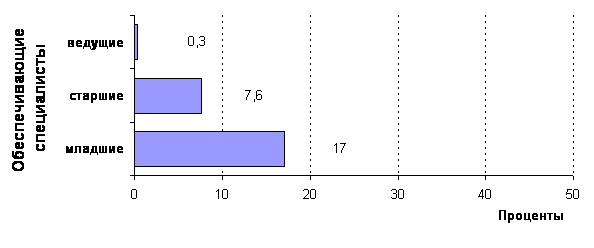 Обеспечивающие
специалисты
ведущие 0,3
старшие 7,6
младшие 17
0 10 20 30 40 50
Проценты